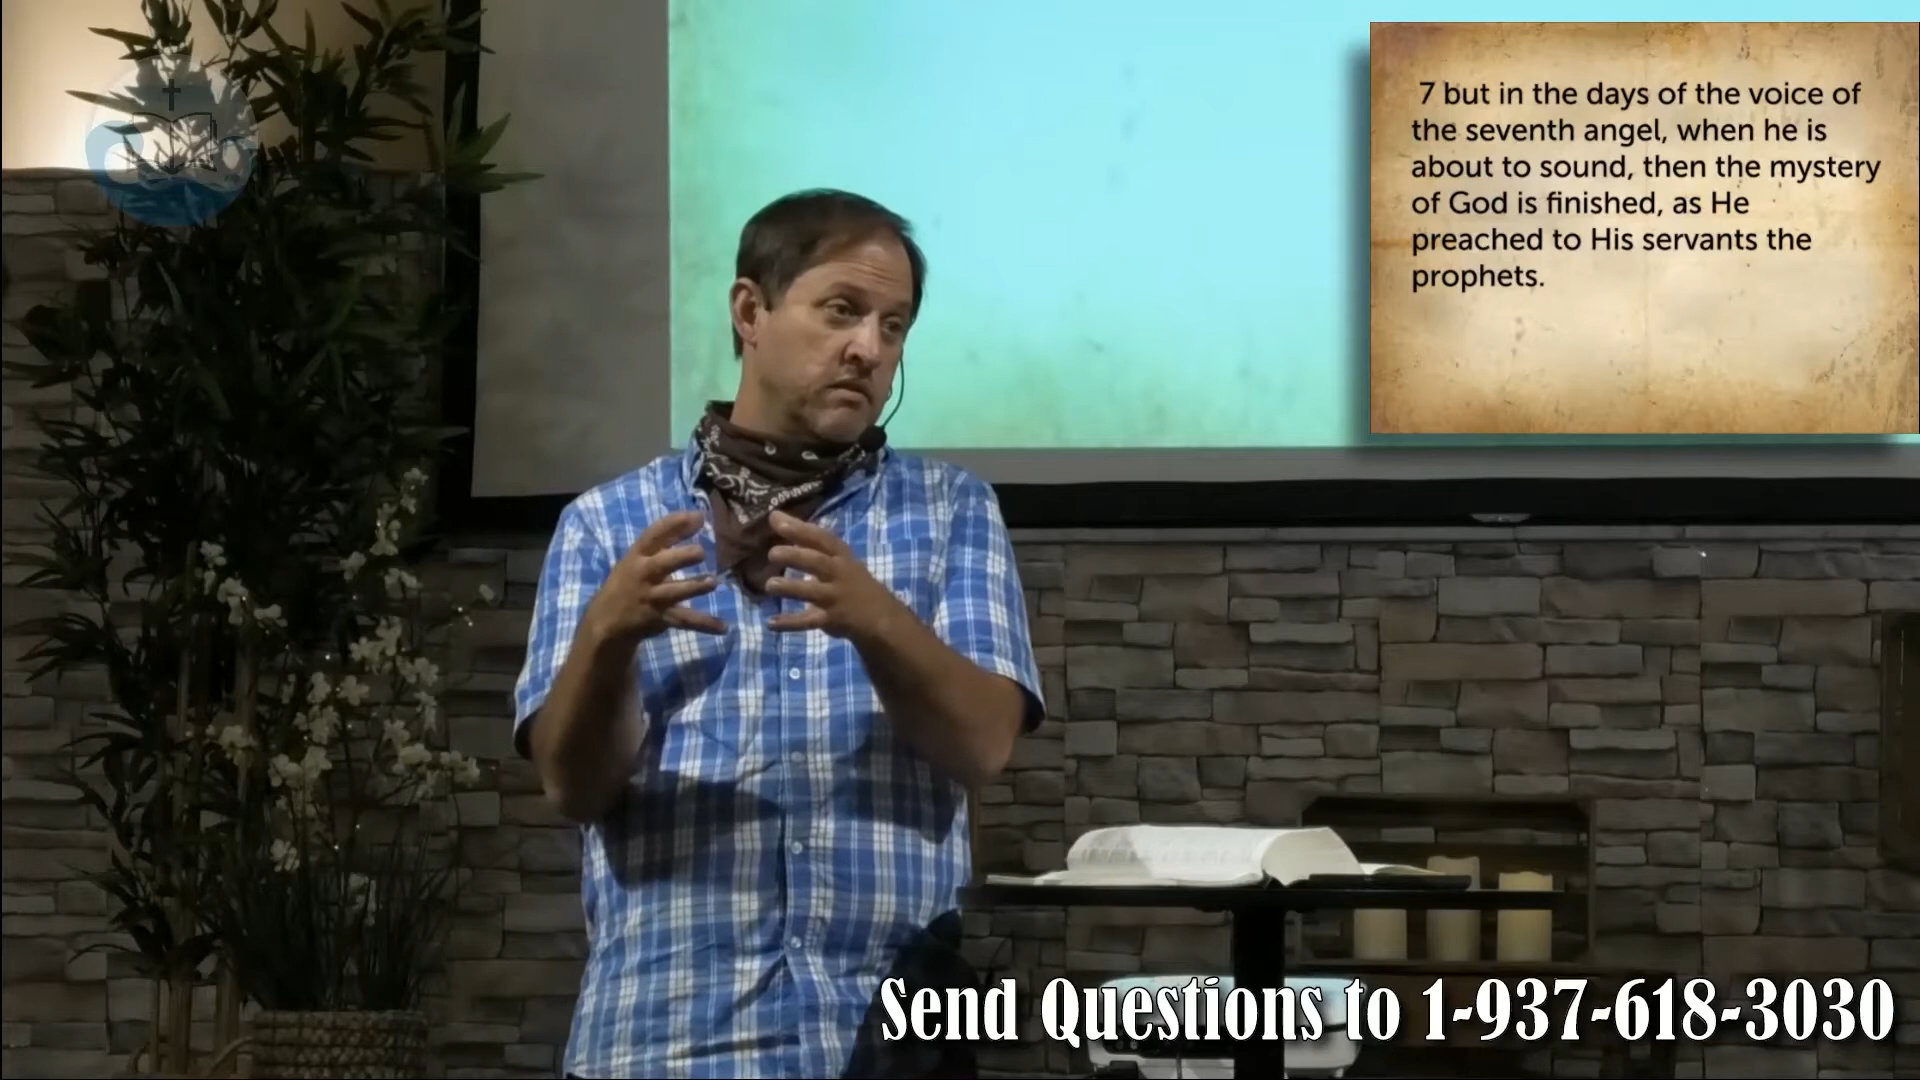 7 but in the days of the voice of
the seventh angel, when he is
about to sound, then the mystery
of God is finished, as He
preached to His servants the
prophets.
Send Questions to 1-937-618-3030